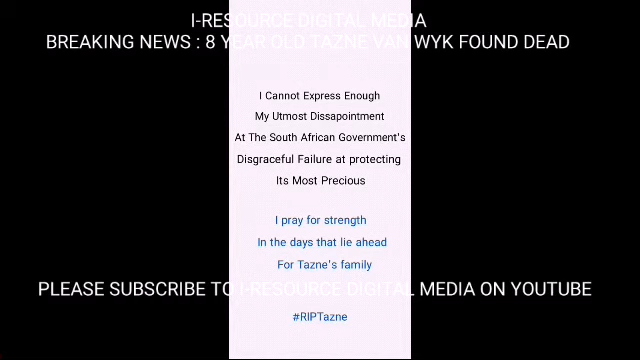 I-RESOURCE DIGITAL MEDIA
BREAKING NEWS : 8 YEAR OLD TAZNE VAN WYK FOUND DEAD
I Cannot Express Enough
My Utmost Dissapointment
At The South African Government's
Disgraceful Failure at protecting
Its Most Precious
I pray for strength
In the days that lie ahead
For Tazne's family
PLEASE SUBSCRIBE TO I-RESOURCE DIGITAL MEDIA ON YOUTUBE
#RIPTazne